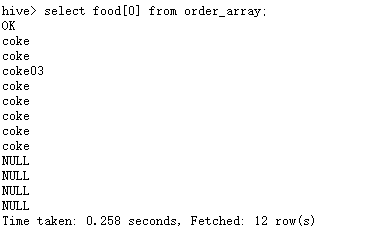 hive> select food[0] from order_array;
OK
coke
coke
coke03
coke
coke
coke
coke
coke
NULL
NULL
NULL
NULL
Time taken: 0.258 seconds, Fetched: 12 row(s)